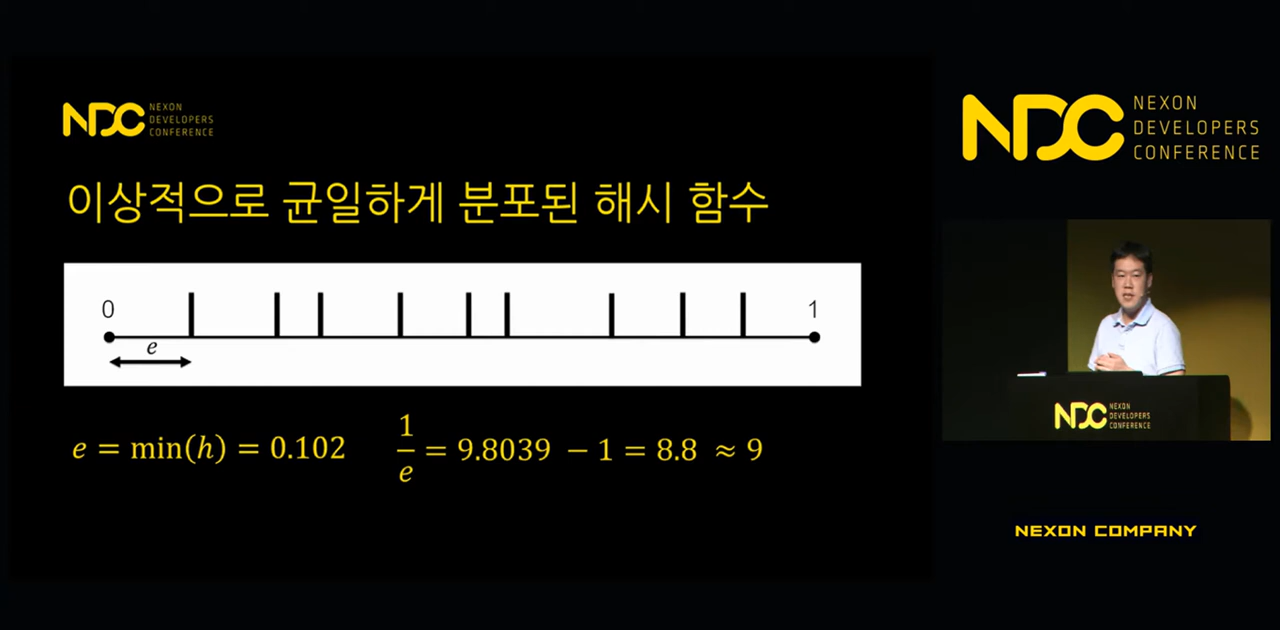 NDC NEXON
DEVELOPERS
CONFERENCE
이상적으로 균일하게 분포된 해시 함수
0 1
e
e = min(h) = 0.102 1/e = 9.8039 − 1 = 8.8 ≈ 9
NDC NEXON
DEVELOPERS
CONFERENCE
NDC NEXON
DEVELOPERS
CONFERENCE
NEXON COMPANY